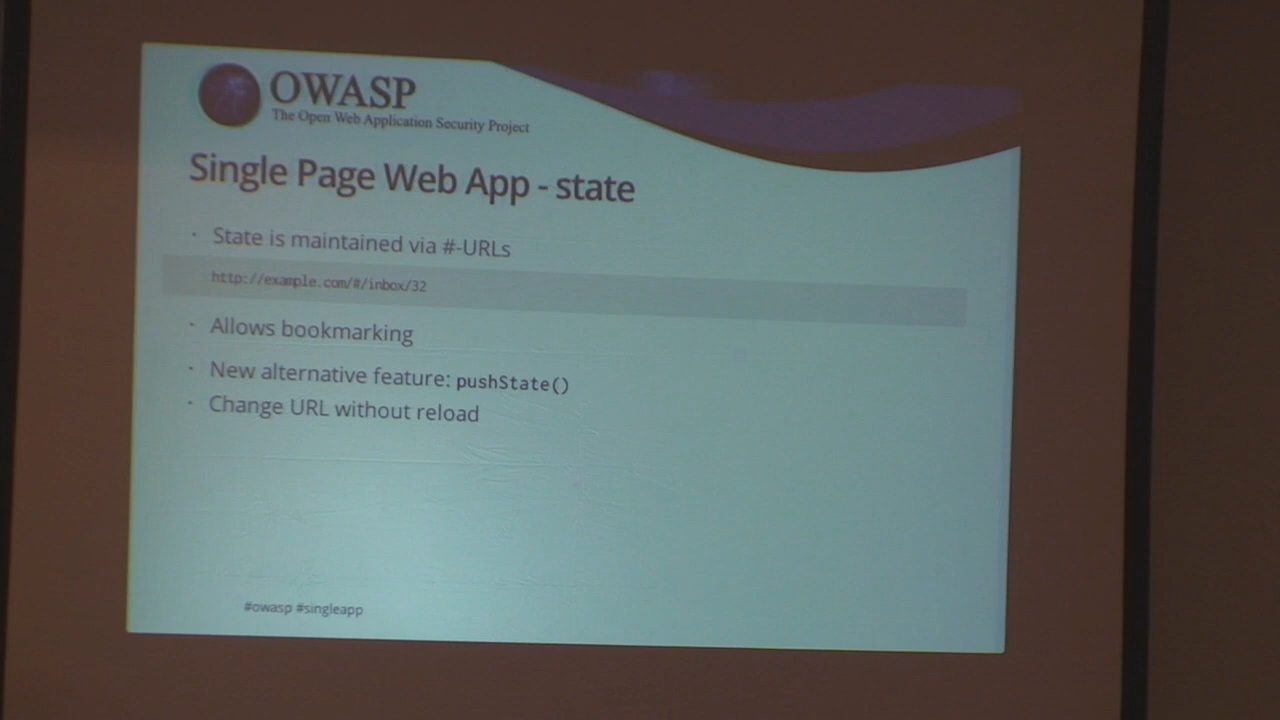 OWASP
The Open Web Application Security Project
Single Page Web App - state
· State is maintained via #-URLs
http://example.com/#/inbox/32
· Allows bookmarking
· New alternative feature: pushState()
· Change URL without reload
#owasp #singleapp